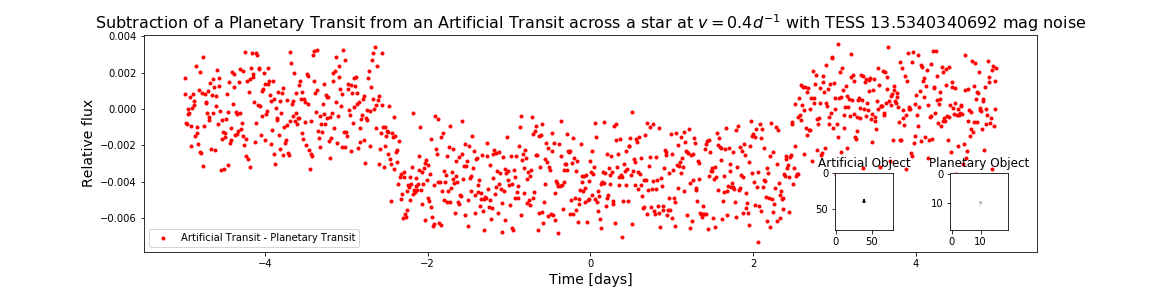 Subtraction of a Planetary Transit from an Artificial Transit across a star at v = 0.4d⁻¹ with TESS 13.5340340692 mag noise
0.004
0.002
0.000
−0.002
−0.004
−0.006
Relative flux
Artificial Transit - Planetary Transit
Artificial Object
0
50
0 50
Planetary Object
0
10
0 10
−4 −2 0 2 4
Time [days]